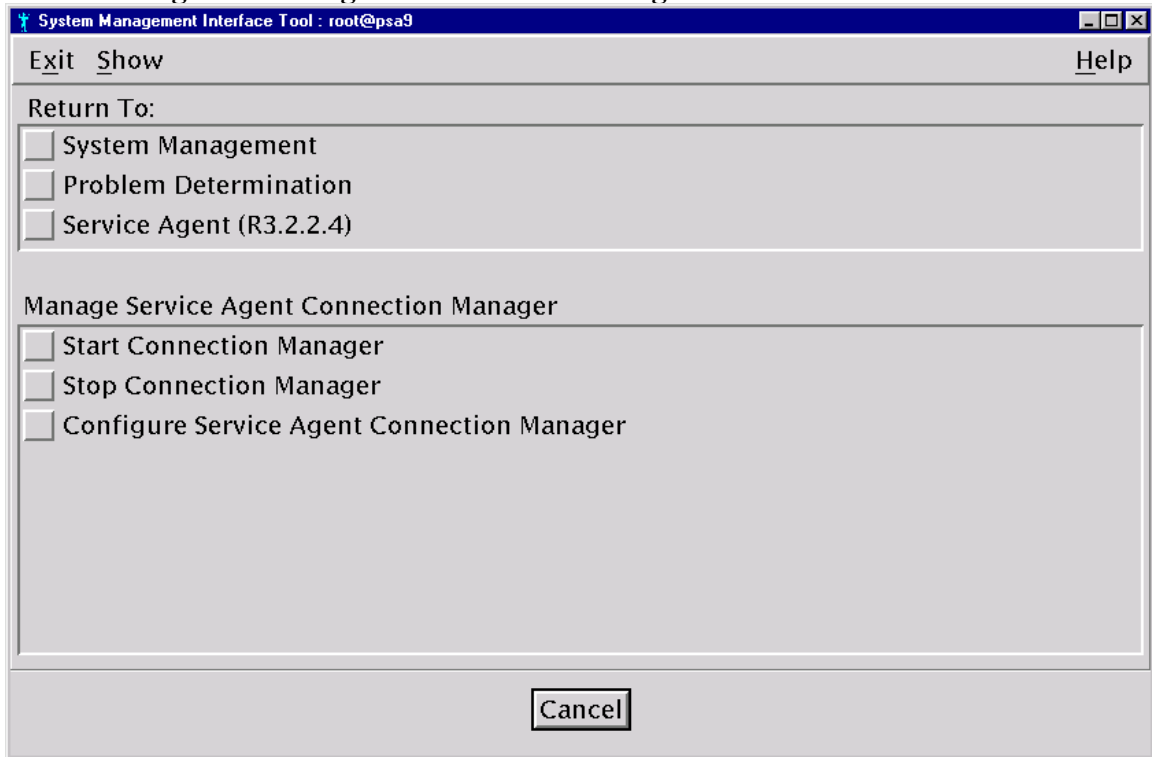 System Management Interface Tool : root@psa9
Exit Show Help
Return To:
System Management
Problem Determination
Service Agent (R3.2.2.4)
Manage Service Agent Connection Manager
Start Connection Manager
Stop Connection Manager
Configure Service Agent Connection Manager
Cancel